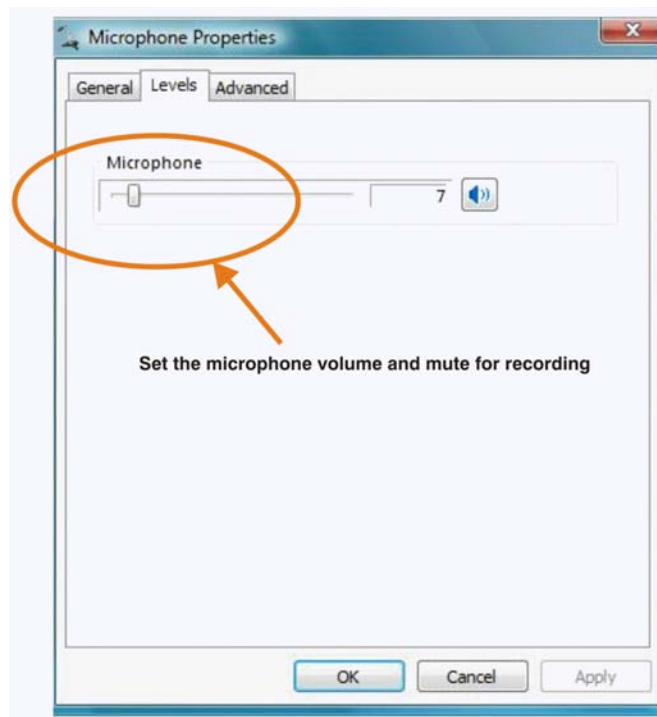 Microphone Properties
General Levels Advanced
Microphone
7
Set the microphone volume and mute for recording
OK Cancel Apply